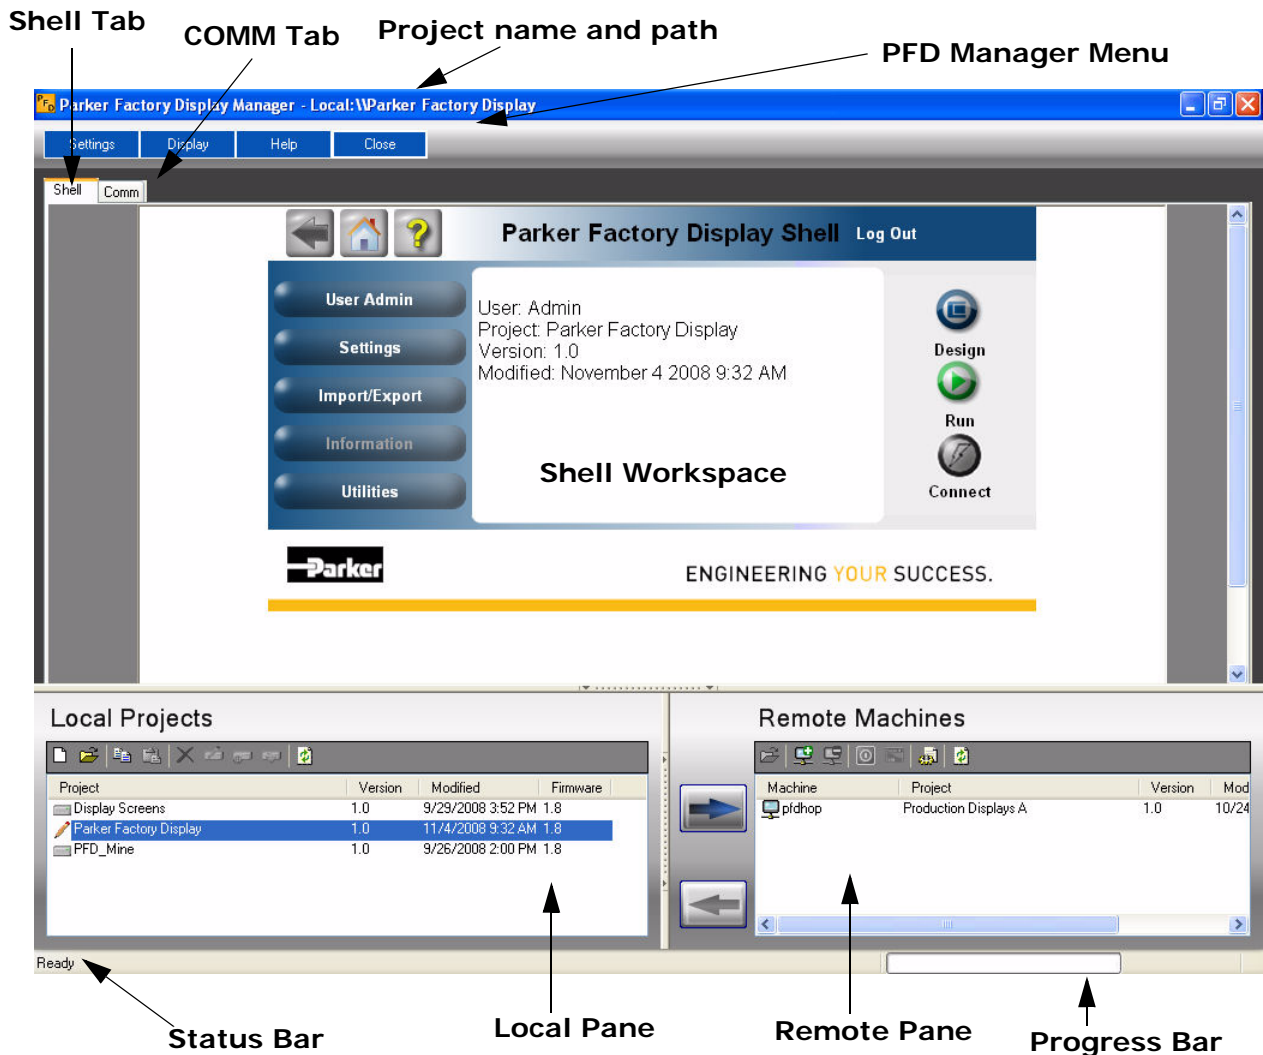 Shell Tab
COMM Tab
Project name and path
PFD Manager Menu
PFD Parker Factory Display Manager - Local:\\Parker Factory Display
Settings Display Help Close
Shell Comm
Parker Factory Display Shell Log Out
User Admin
Settings
Import/Export
Information
Utilities
User: Admin
Project: Parker Factory Display
Version: 1.0
Modified: November 4 2008 9:32 AM
Shell Workspace
Design
Run
Connect
Parker
ENGINEERING YOUR SUCCESS.
Local Projects
Project Version Modified Firmware
Display Screens 1.0 9/29/2008 3:52 PM 1.8
Parker Factory Display 1.0 11/4/2008 9:32 AM 1.8
PFD_Mine 1.0 9/26/2008 2:00 PM 1.8
Remote Machines
Machine Project Version Mod
pfdhop Production Displays A 1.0 10/24
Ready
Status Bar
Local Pane
Remote Pane
Progress Bar